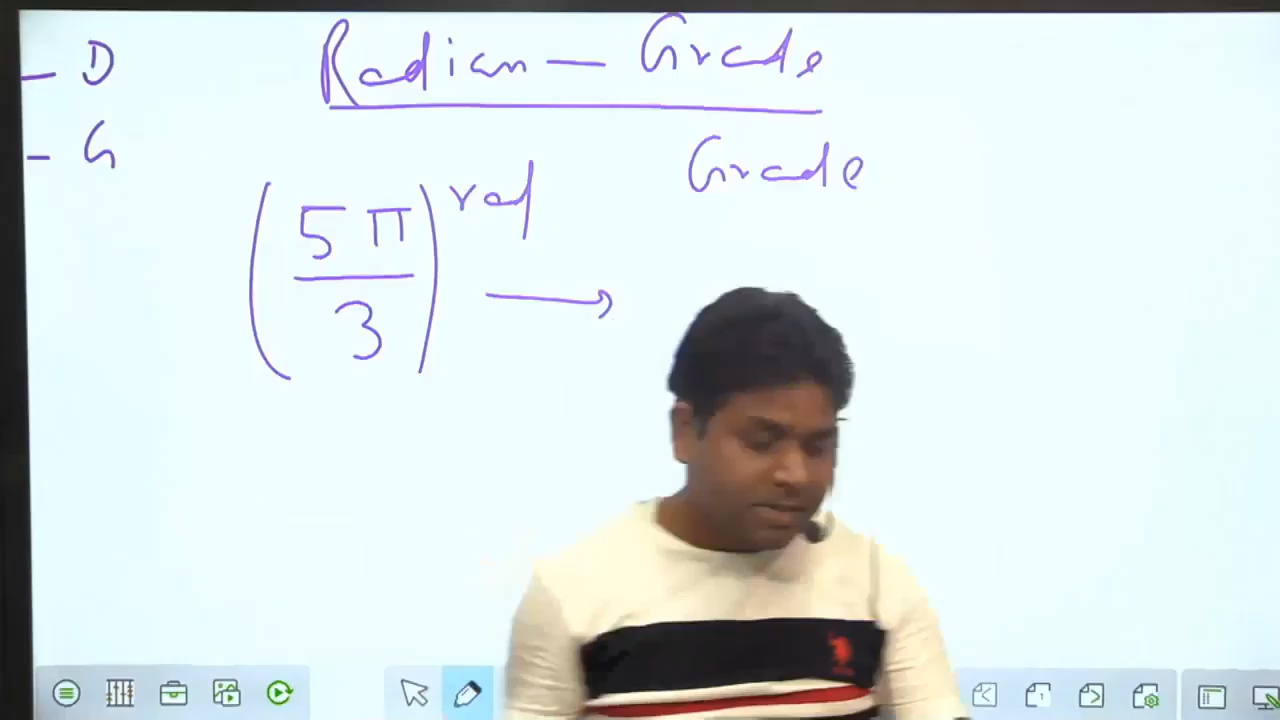 - D
Radian - Grade
- G
Grade
(5π/3)^rad →